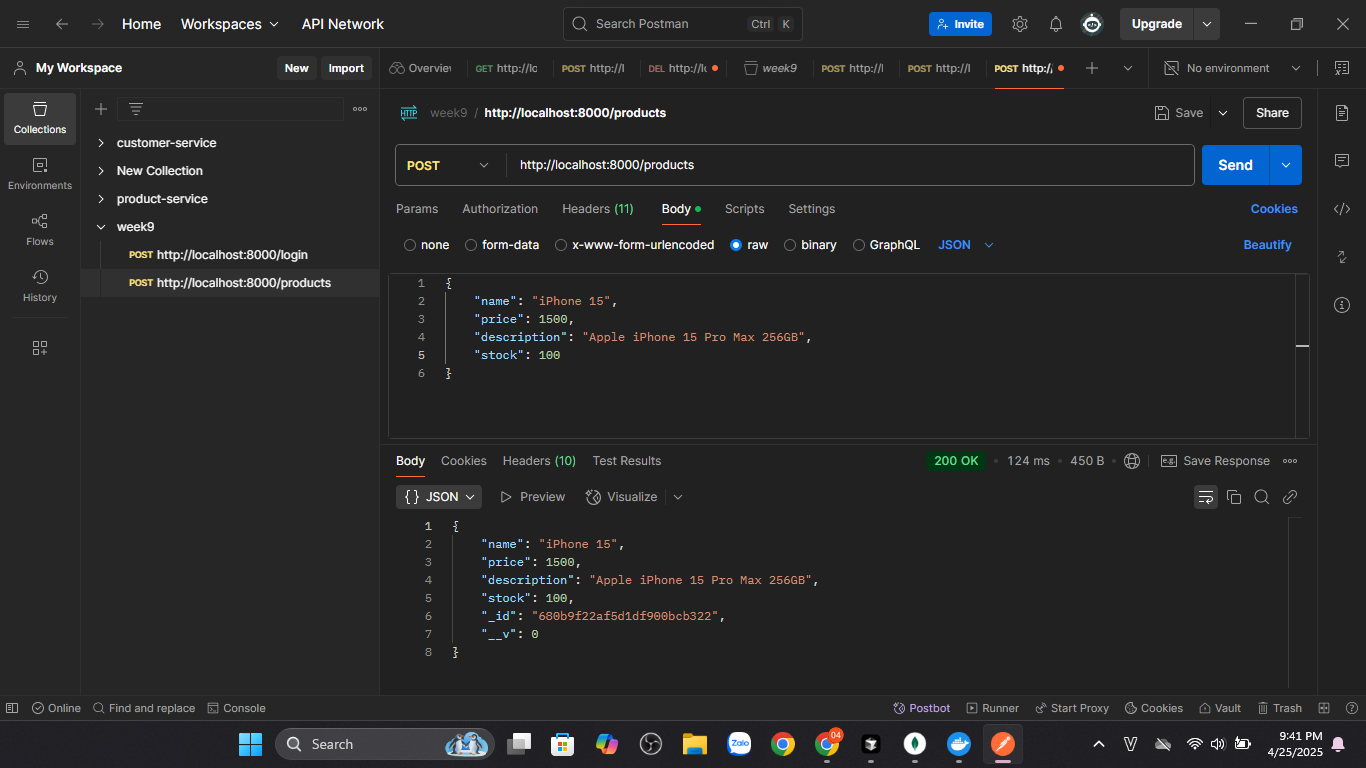 Home Workspaces API Network Search Postman Ctrl K Invite Upgrade
My Workspace New Import Overview GET http://lo POST http://l DEL http://lo week9 POST http://l POST http://l POST http:/ No environment
Collections
Environments
Flows
History
customer-service
New Collection
product-service
week9
POST http://localhost:8000/login
POST http://localhost:8000/products
HTTP week9 / http://localhost:8000/products Save Share
POST http://localhost:8000/products Send
Params Authorization Headers (11) Body Scripts Settings Cookies
none form-data x-www-form-urlencoded raw binary GraphQL JSON Beautify
1 {
2 "name": "iPhone 15",
3 "price": 1500,
4 "description": "Apple iPhone 15 Pro Max 256GB",
5 "stock": 100
6 }
Body Cookies Headers (10) Test Results 200 OK • 124 ms • 450 B • e.g. Save Response
{} JSON Preview Visualize
1 {
2 "name": "iPhone 15",
3 "price": 1500,
4 "description": "Apple iPhone 15 Pro Max 256GB",
5 "stock": 100,
6 "_id": "680b9f22af5d1df900bcb322",
7 "__v": 0
8 }
Online Find and replace Console Postbot Runner Start Proxy Cookies Vault Trash
Search Zalo 04 V 9:41 PM
4/25/2025